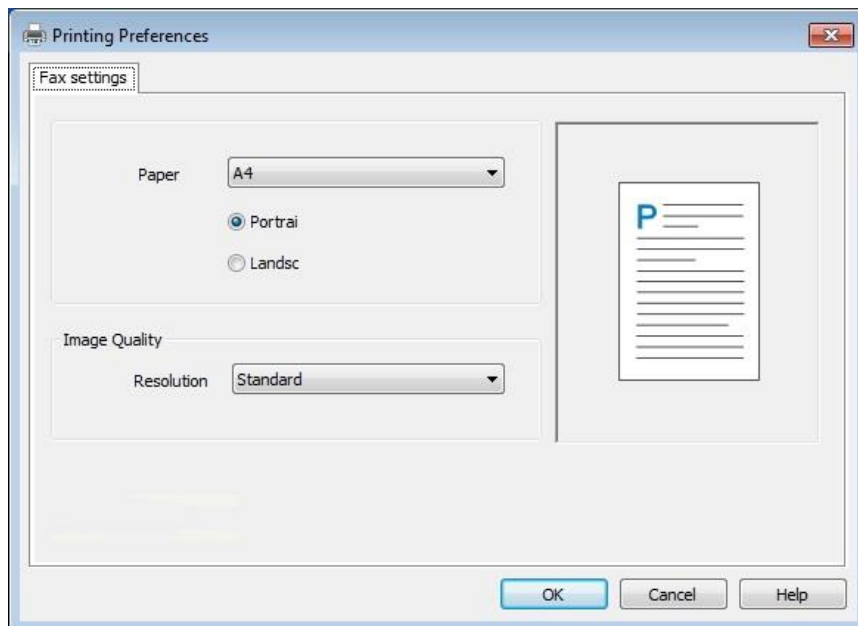 Printing Preferences
Fax settings
Paper A4
Portrai
Landsc
Image Quality
Resolution Standard
P
OK Cancel Help